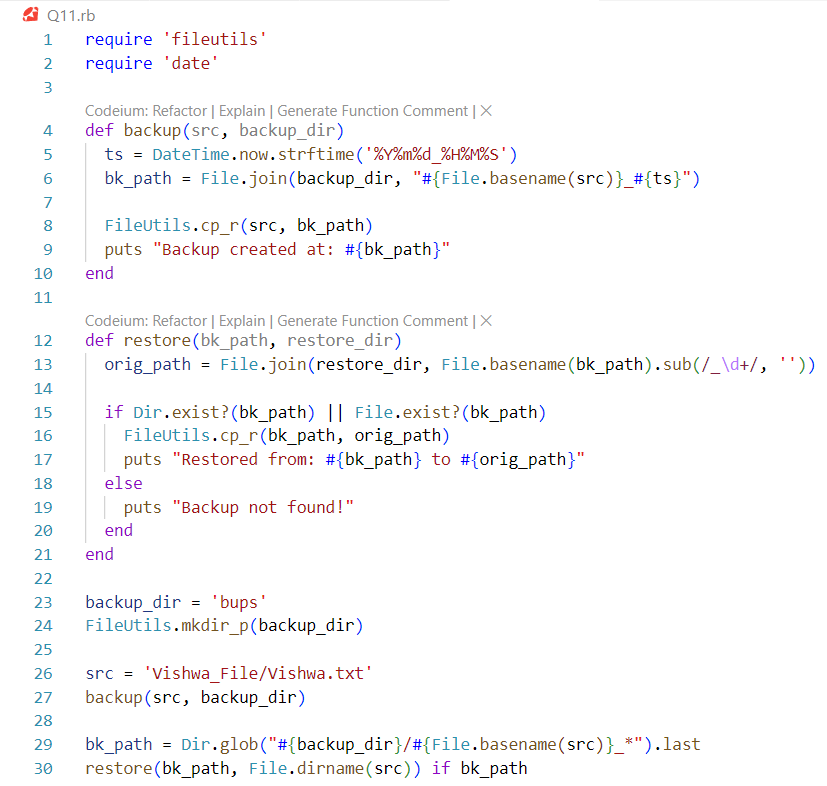 Q11.rb
1 require 'fileutils'
2 require 'date'
3
Codeium: Refactor | Explain | Generate Function Comment | ×
4 def backup(src, backup_dir)
5   ts = DateTime.now.strftime('%Y%m%d_%H%M%S')
6   bk_path = File.join(backup_dir, "#{File.basename(src)}_#{ts}")
7
8   FileUtils.cp_r(src, bk_path)
9   puts "Backup created at: #{bk_path}"
10 end
11
Codeium: Refactor | Explain | Generate Function Comment | ×
12 def restore(bk_path, restore_dir)
13   orig_path = File.join(restore_dir, File.basename(bk_path).sub(/_\d+/, ''))
14
15   if Dir.exist?(bk_path) || File.exist?(bk_path)
16     FileUtils.cp_r(bk_path, orig_path)
17     puts "Restored from: #{bk_path} to #{orig_path}"
18   else
19     puts "Backup not found!"
20   end
21 end
22
23 backup_dir = 'bups'
24 FileUtils.mkdir_p(backup_dir)
25
26 src = 'Vishwa_File/Vishwa.txt'
27 backup(src, backup_dir)
28
29 bk_path = Dir.glob("#{backup_dir}/#{File.basename(src)}_*").last
30 restore(bk_path, File.dirname(src)) if bk_path